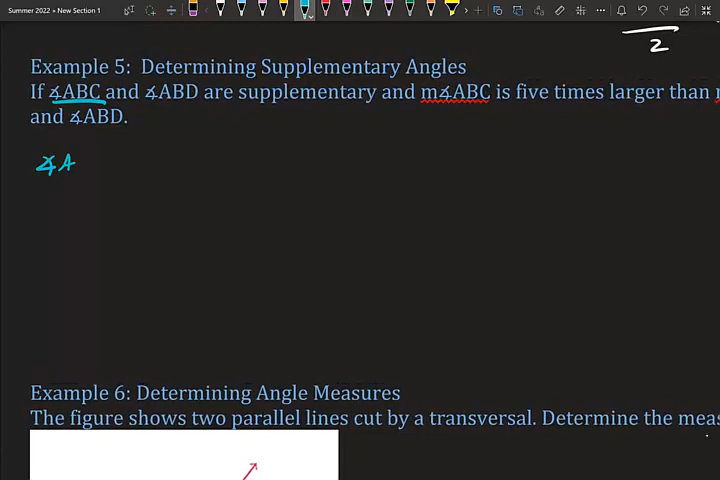 Summer 2022 » New Section 1
2
Example 5: Determining Supplementary Angles
If ∡ABC and ∡ABD are supplementary and m∡ABC is five times larger than
and ∡ABD.
∡A
Example 6: Determining Angle Measures
The figure shows two parallel lines cut by a transversal. Determine the meas